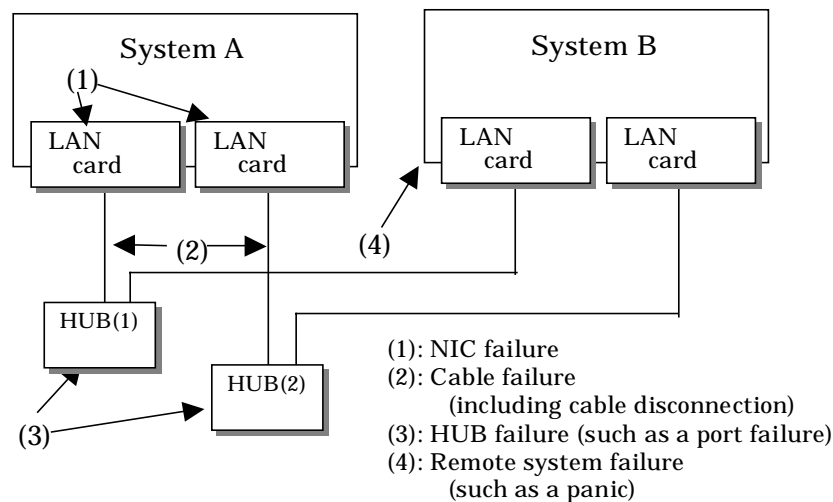 System A
System B
(1)
LAN
card
LAN
card
LAN
card
LAN
card
(2)
(4)
HUB(1)
HUB(2)
(3)
(1): NIC failure
(2): Cable failure
(including cable disconnection)
(3): HUB failure (such as a port failure)
(4): Remote system failure
(such as a panic)